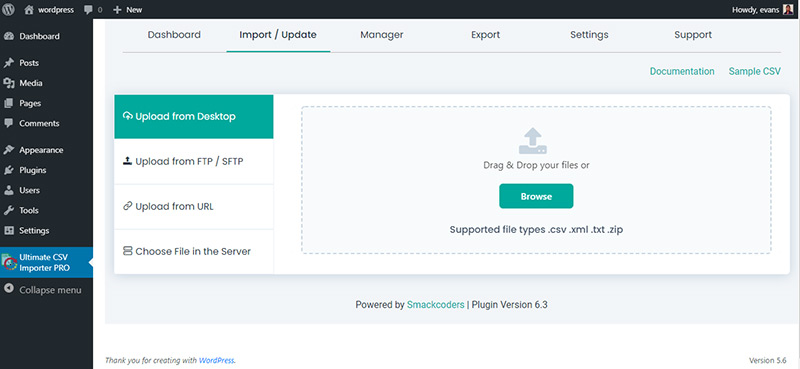 wordpress 0 New Howdy, evans
Dashboard
Posts
Media
Pages
Comments
Appearance
Plugins
Users
Tools
Settings
Ultimate CSV
Importer PRO
Collapse menu
Dashboard Import / Update Manager Export Settings Support
Documentation Sample CSV
Upload from Desktop
Upload from FTP / SFTP
Upload from URL
Choose File in the Server
Drag & Drop your files or
Browse
Supported file types .csv .xml .txt .zip
Powered by Smackcoders | Plugin Version 6.3
Thank you for creating with WordPress. Version 5.6